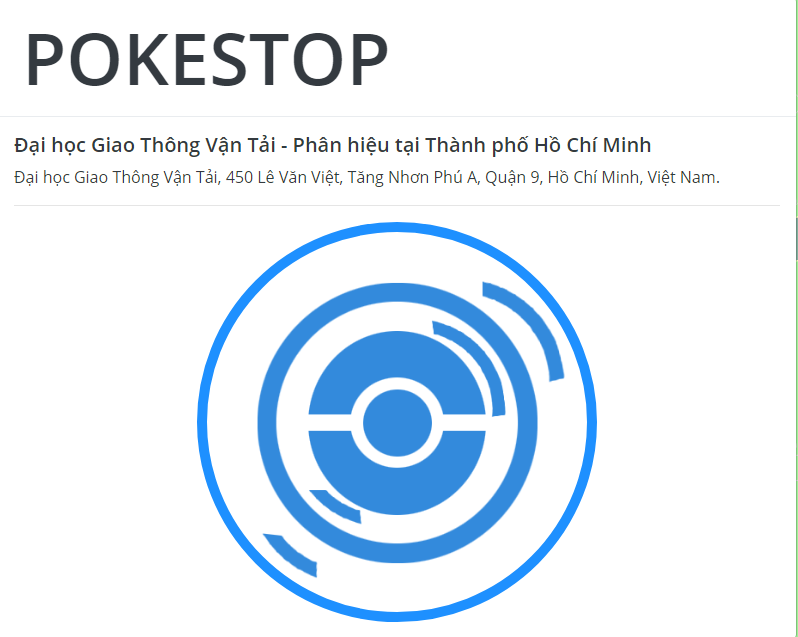 POKESTOP
Đại học Giao Thông Vận Tải - Phân hiệu tại Thành phố Hồ Chí Minh
Đại học Giao Thông Vận Tải, 450 Lê Văn Việt, Tăng Nhơn Phú A, Quận 9, Hồ Chí Minh, Việt Nam.